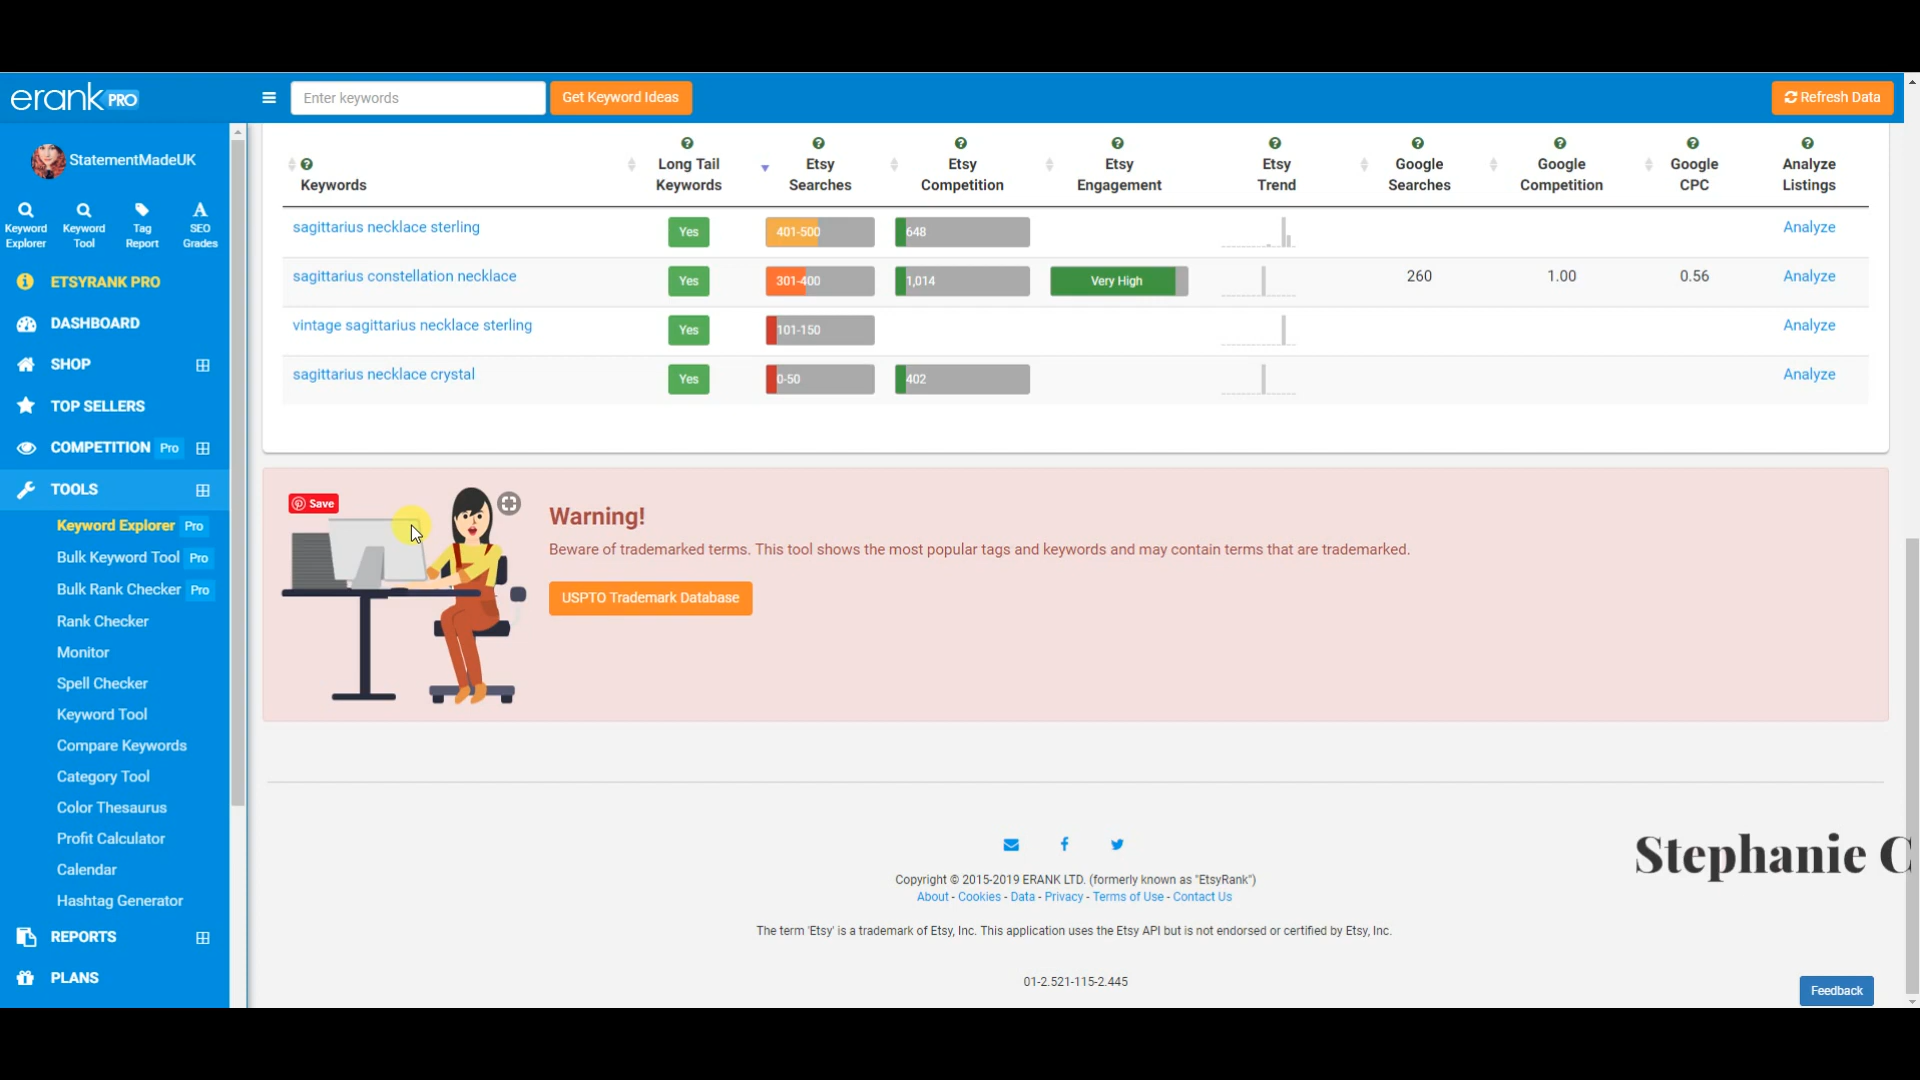 erank PRO
Enter keywords
Get Keyword Ideas
Refresh Data
StatementMadeUK
Keyword Explorer
Keyword Tool
Tag Report
SEO Grades
ETSYRANK PRO
DASHBOARD
SHOP
TOP SELLERS
COMPETITION Pro
TOOLS
Keyword Explorer Pro
Bulk Keyword Tool Pro
Bulk Rank Checker Pro
Rank Checker
Monitor
Spell Checker
Keyword Tool
Compare Keywords
Category Tool
Color Thesaurus
Profit Calculator
Calendar
Hashtag Generator
REPORTS
PLANS
Keywords
Long Tail Keywords
Etsy Searches
Etsy Competition
Etsy Engagement
Etsy Trend
Google Searches
Google Competition
Google CPC
Analyze Listings
sagittarius necklace sterling Yes 401-500 648 Analyze
sagittarius constellation necklace Yes 301-400 1,014 Very High 260 1.00 0.56 Analyze
vintage sagittarius necklace sterling Yes 101-150 Analyze
sagittarius necklace crystal Yes 0-50 402 Analyze
Save
Warning!
Beware of trademarked terms. This tool shows the most popular tags and keywords and may contain terms that are trademarked.
USPTO Trademark Database
Stephanie C
Copyright © 2015-2019 ERANK LTD. (formerly known as "EtsyRank")
About - Cookies - Data - Privacy - Terms of Use - Contact Us
The term 'Etsy' is a trademark of Etsy, Inc. This application uses the Etsy API but is not endorsed or certified by Etsy, Inc.
01-2.521-115-2.445
Feedback